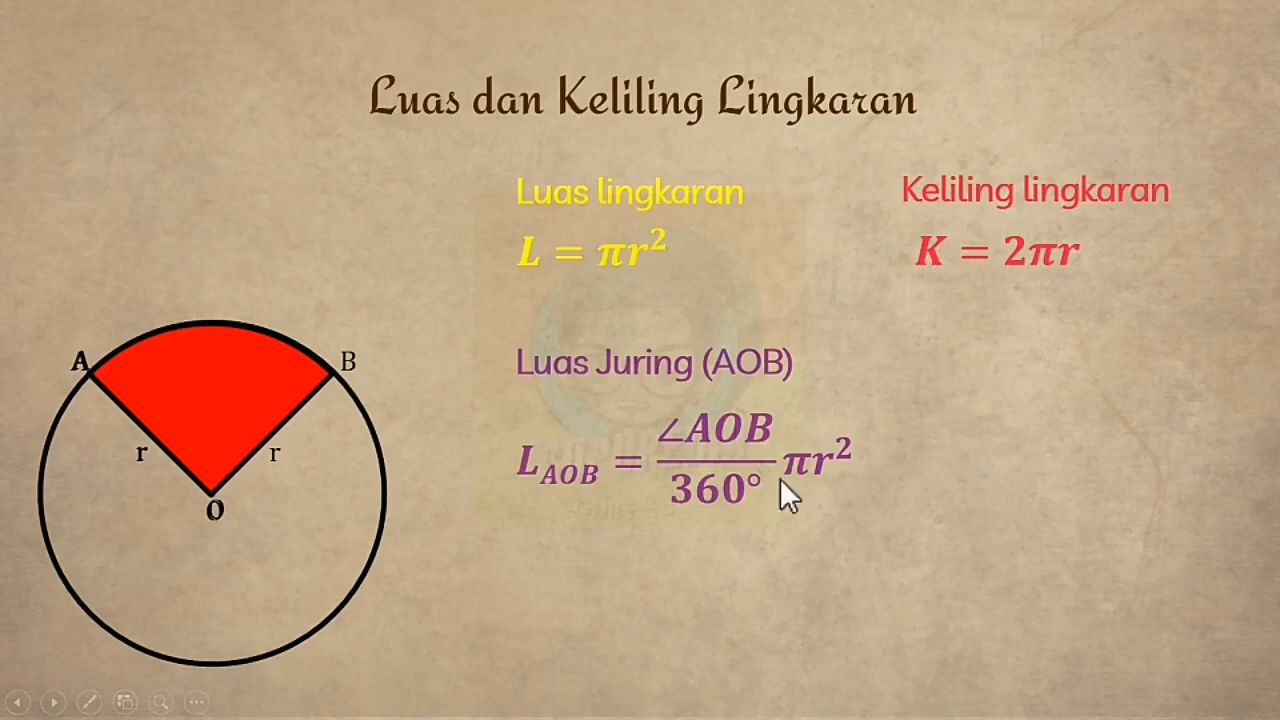 Luas dan Keliling Lingkaran
Luas lingkaran
L = πr²
Keliling lingkaran
K = 2πr
Luas Juring (AOB)
L_AOB = ∠AOB/360° πr²
A
B
r
r
O